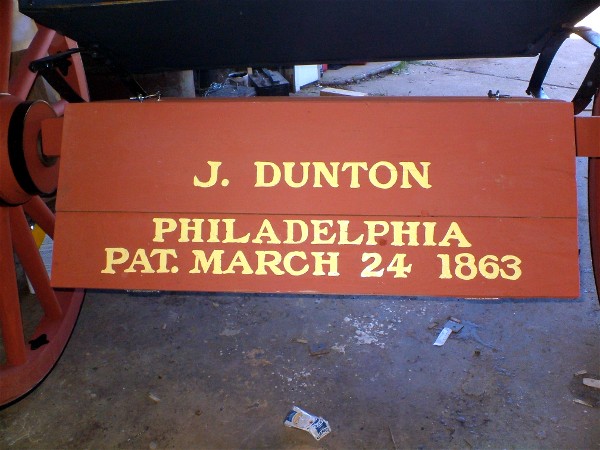 J. DUNTON
PHILADELPHIA
PAT. MARCH 24 1863